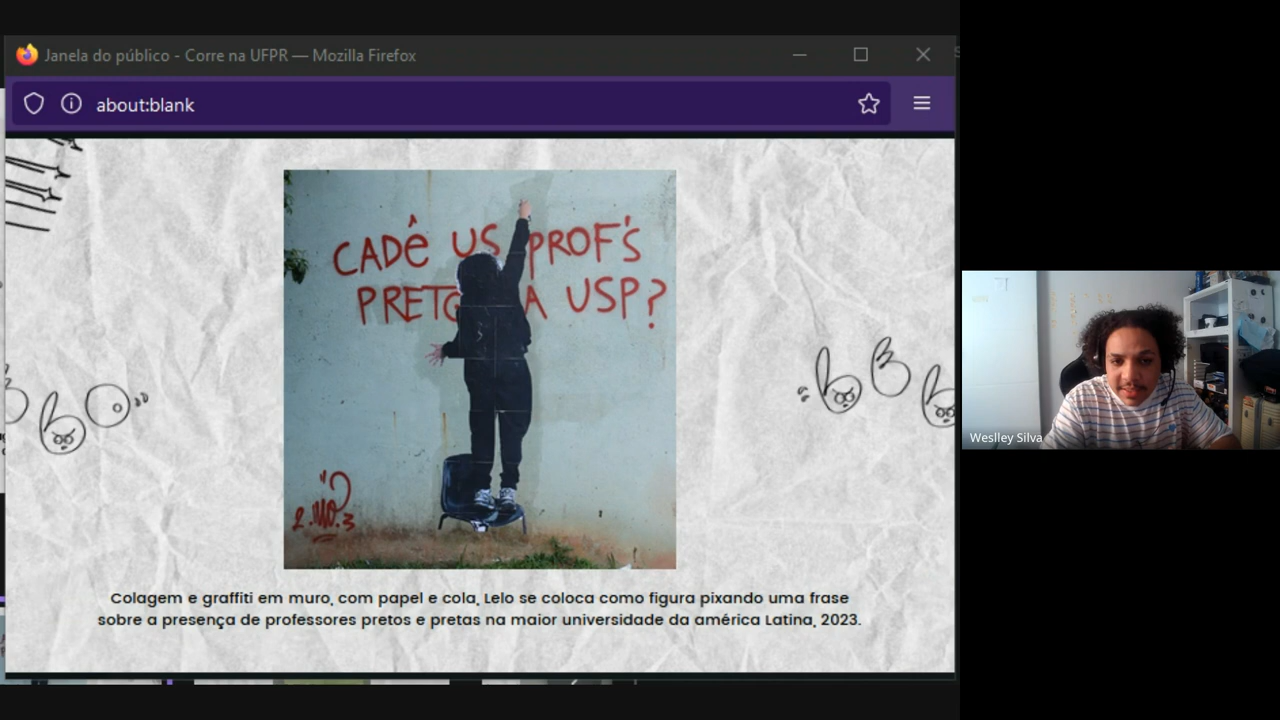 Janela do público - Corre na UFPR — Mozilla Firefox
about:blank
CADÊ US PROF'S
PRETO A USP?
Colagem e graffiti em muro, com papel e cola, Lelo se coloca como figura pixando uma frase
sobre a presença de professores pretos e pretas na maior universidade da américa Latina, 2023.
Weslley Silva